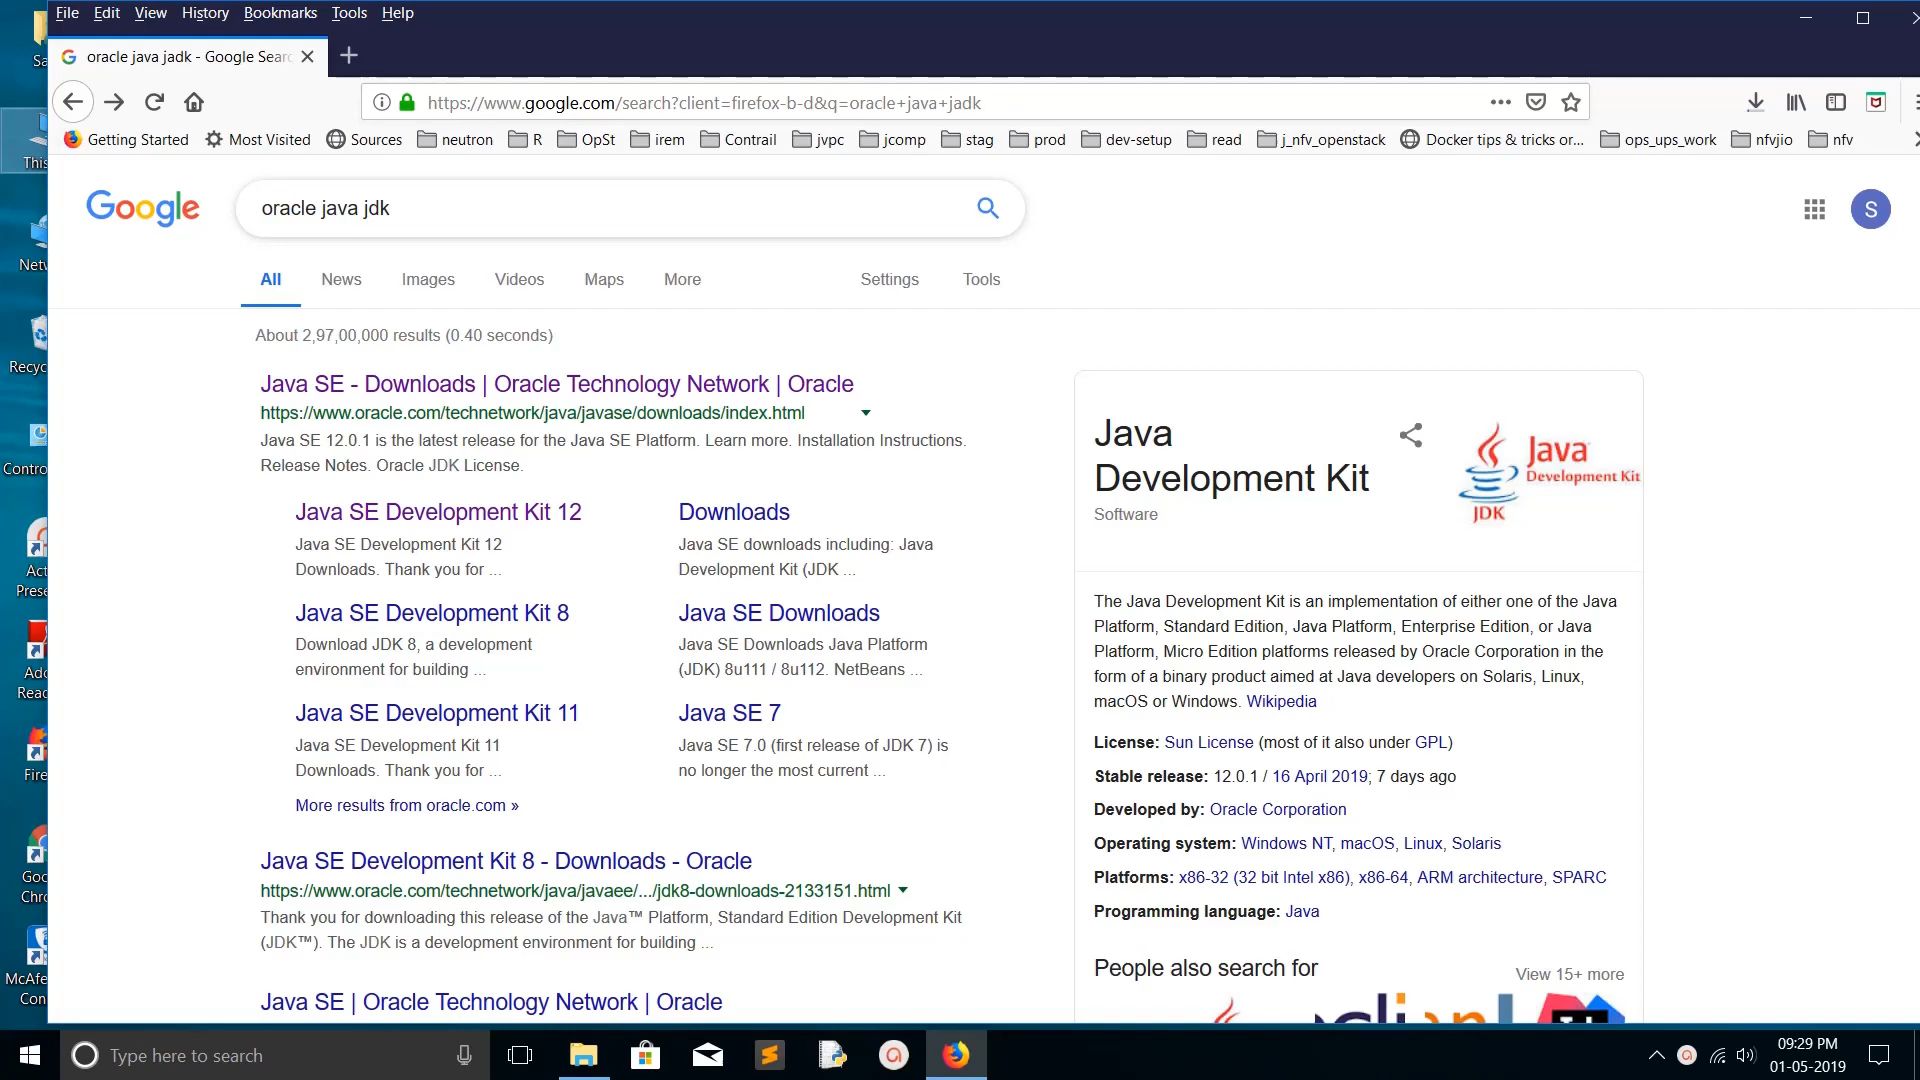 File Edit View History Bookmarks Tools Help
oracle java jadk - Google Searc
https://www.google.com/search?client=firefox-b-d&q=oracle+java+jadk
Getting Started Most Visited Sources neutron R OpSt irem Contrail jvpc jcomp stag prod dev-setup read j_nfv_openstack Docker tips & tricks or... ops_ups_work nfvjio nfv
Google
oracle java jdk
S
All News Images Videos Maps More Settings Tools
About 2,97,00,000 results (0.40 seconds)
Java SE - Downloads | Oracle Technology Network | Oracle
https://www.oracle.com/technetwork/java/javase/downloads/index.html
Java SE 12.0.1 is the latest release for the Java SE Platform. Learn more. Installation Instructions.
Release Notes. Oracle JDK License.
Java SE Development Kit 12
Java SE Development Kit 12
Downloads. Thank you for ...
Downloads
Java SE downloads including: Java
Development Kit (JDK ...
Java SE Development Kit 8
Download JDK 8, a development
environment for building ...
Java SE Downloads
Java SE Downloads Java Platform
(JDK) 8u111 / 8u112. NetBeans ...
Java SE Development Kit 11
Java SE Development Kit 11
Downloads. Thank you for ...
Java SE 7
Java SE 7.0 (first release of JDK 7) is
no longer the most current ...
More results from oracle.com »
Java SE Development Kit 8 - Downloads - Oracle
https://www.oracle.com/technetwork/java/javaee/.../jdk8-downloads-2133151.html
Thank you for downloading this release of the Java™ Platform, Standard Edition Development Kit
(JDK™). The JDK is a development environment for building ...
Java SE | Oracle Technology Network | Oracle
Java
Development Kit
Software
Java
Development Kit
JDK
The Java Development Kit is an implementation of either one of the Java
Platform, Standard Edition, Java Platform, Enterprise Edition, or Java
Platform, Micro Edition platforms released by Oracle Corporation in the
form of a binary product aimed at Java developers on Solaris, Linux,
macOS or Windows. Wikipedia
License: Sun License (most of it also under GPL)
Stable release: 12.0.1 / 16 April 2019; 7 days ago
Developed by: Oracle Corporation
Operating system: Windows NT, macOS, Linux, Solaris
Platforms: x86-32 (32 bit Intel x86), x86-64, ARM architecture, SPARC
Programming language: Java
People also search for
View 15+ more
Sa
This
Netw
Recyc
Contro
Act
Prese
Ado
Read
Fire
Goo
Chro
McAfe
Con
Type here to search
09:29 PM
01-05-2019